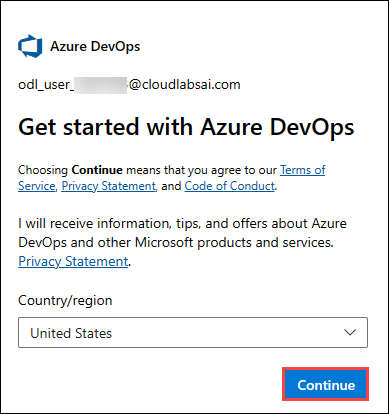 Azure DevOps
odl_user_@cloudlabsai.com
Get started with Azure DevOps
Choosing Continue means that you agree to our Terms of
Service, Privacy Statement, and Code of Conduct.
I will receive information, tips, and offers about Azure
DevOps and other Microsoft products and services.
Privacy Statement.
Country/region
United States
Continue